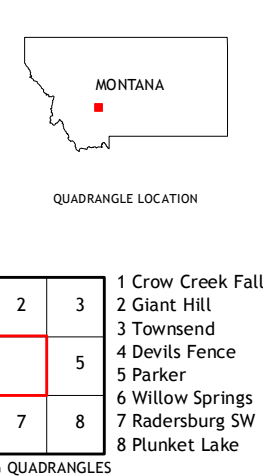 MONTANA
QUADRANGLE LOCATION
2 3
5
7 8
1 Crow Creek Fall
2 Giant Hill
3 Townsend
4 Devils Fence
5 Parker
6 Willow Springs
7 Radersburg SW
8 Plunket Lake
QUADRANGLES